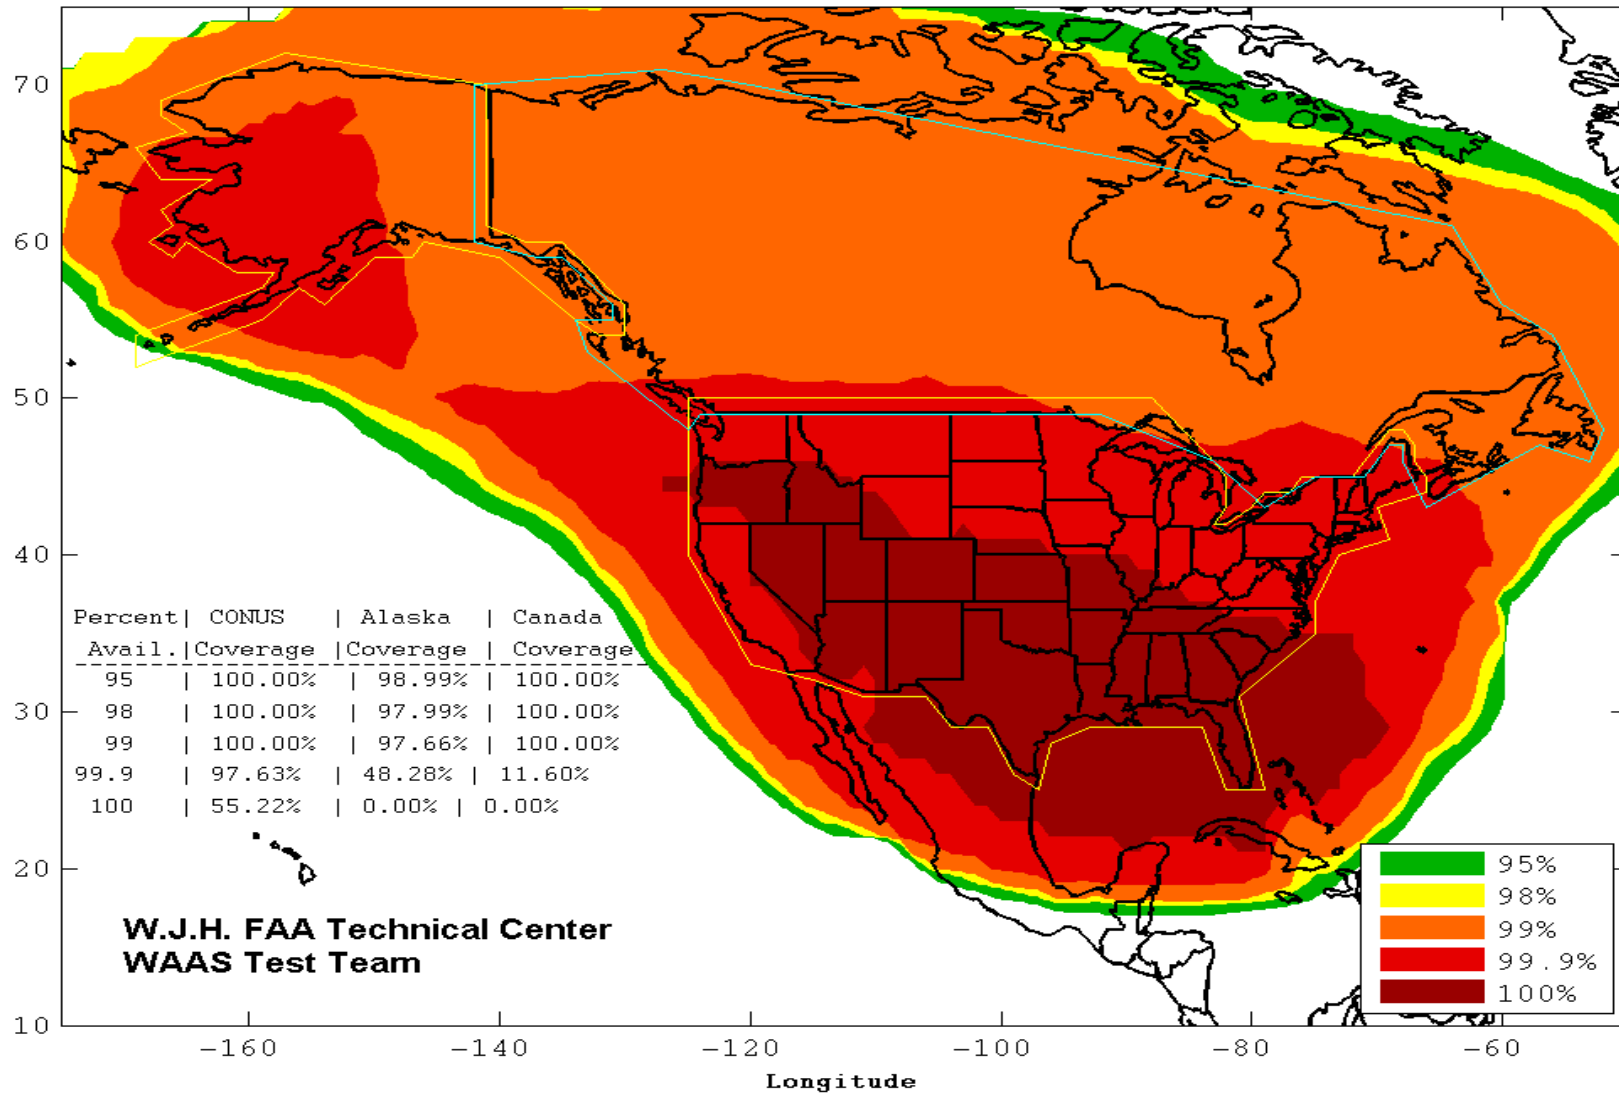 70
60
50
40
30
20
10
Percent| CONUS | Alaska | Canada
Avail.|Coverage |Coverage | Coverage
95 | 100.00% | 98.99% | 100.00%
98 | 100.00% | 97.99% | 100.00%
99 | 100.00% | 97.66% | 100.00%
99.9 | 97.63% | 48.28% | 11.60%
100 | 55.22% | 0.00% | 0.00%
W.J.H. FAA Technical Center
WAAS Test Team
95%
98%
99%
99.9%
100%
-160 -140 -120 -100 -80 -60
Longitude